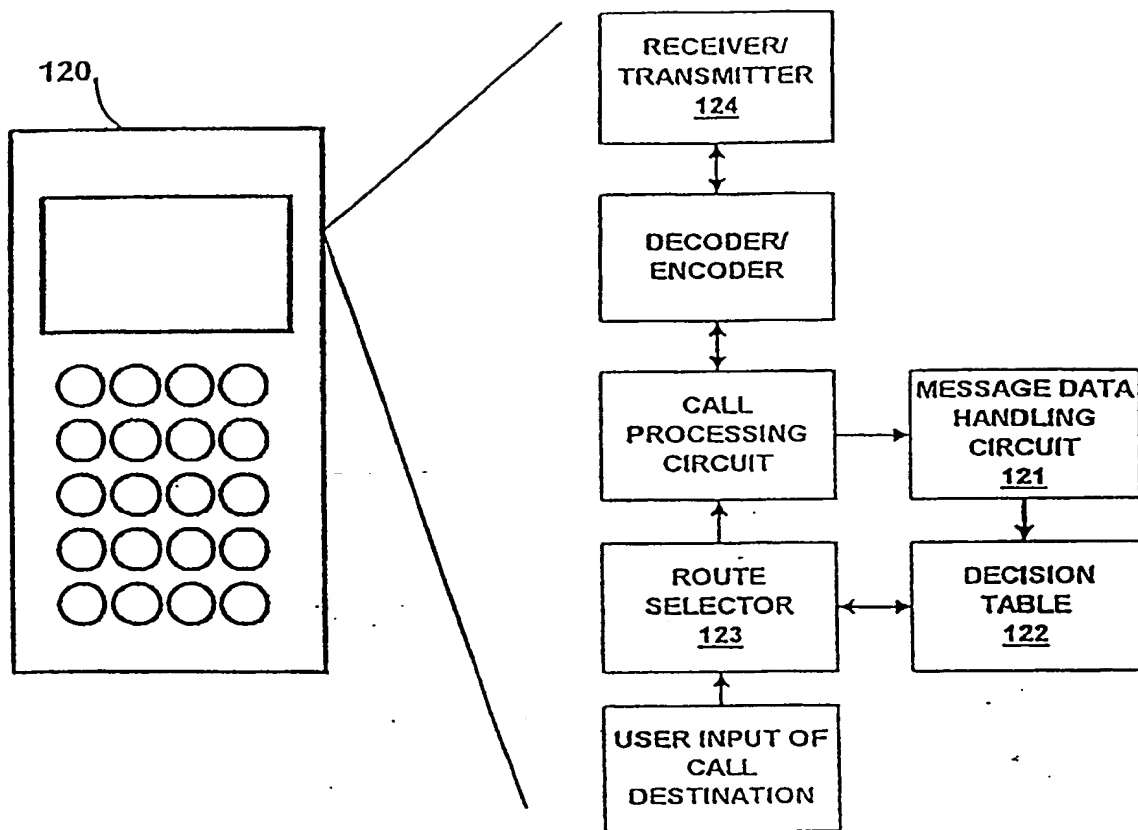 120
RECEIVER/
TRANSMITTER
124
DECODER/
ENCODER
CALL
PROCESSING
CIRCUIT
MESSAGE DATA
HANDLING
CIRCUIT
121
ROUTE
SELECTOR
123
DECISION
TABLE
122
USER INPUT OF
CALL
DESTINATION